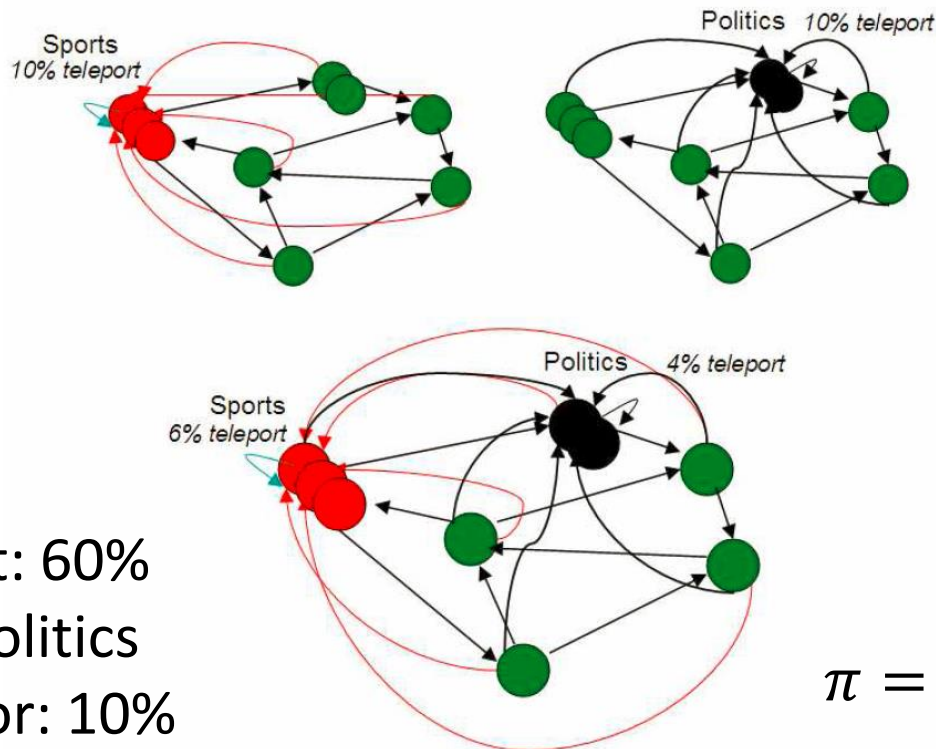 Sports
10% teleport
Politics 10% teleport
Politics 4% teleport
Sports
6% teleport
: 60%
olitics
or: 10%
π =